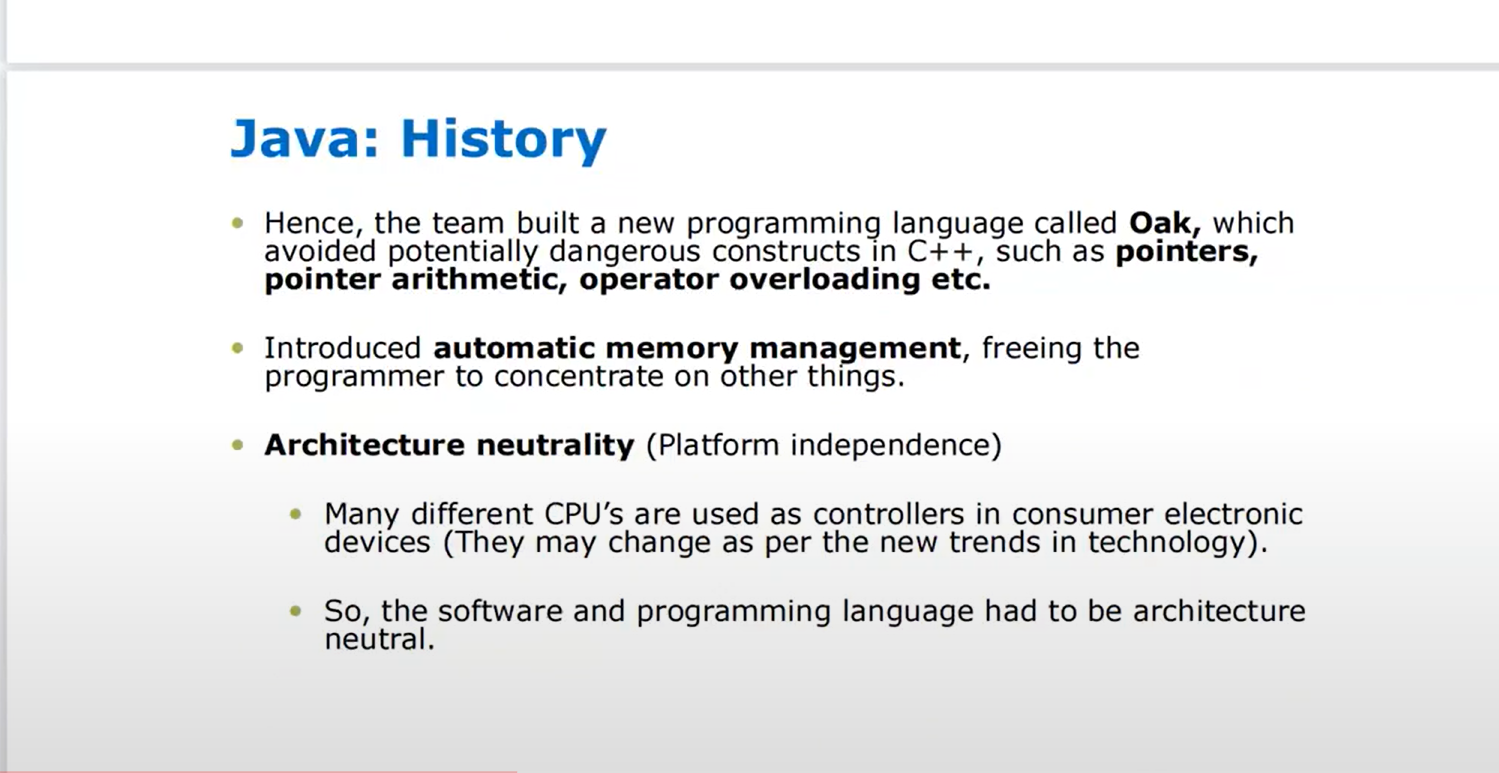 Java: History
Hence, the team built a new programming language called Oak, which
avoided potentially dangerous constructs in C++, such as pointers,
pointer arithmetic, operator overloading etc.
Introduced automatic memory management, freeing the
programmer to concentrate on other things.
Architecture neutrality (Platform independence)
Many different CPU’s are used as controllers in consumer electronic
devices (They may change as per the new trends in technology).
So, the software and programming language had to be architecture
neutral.